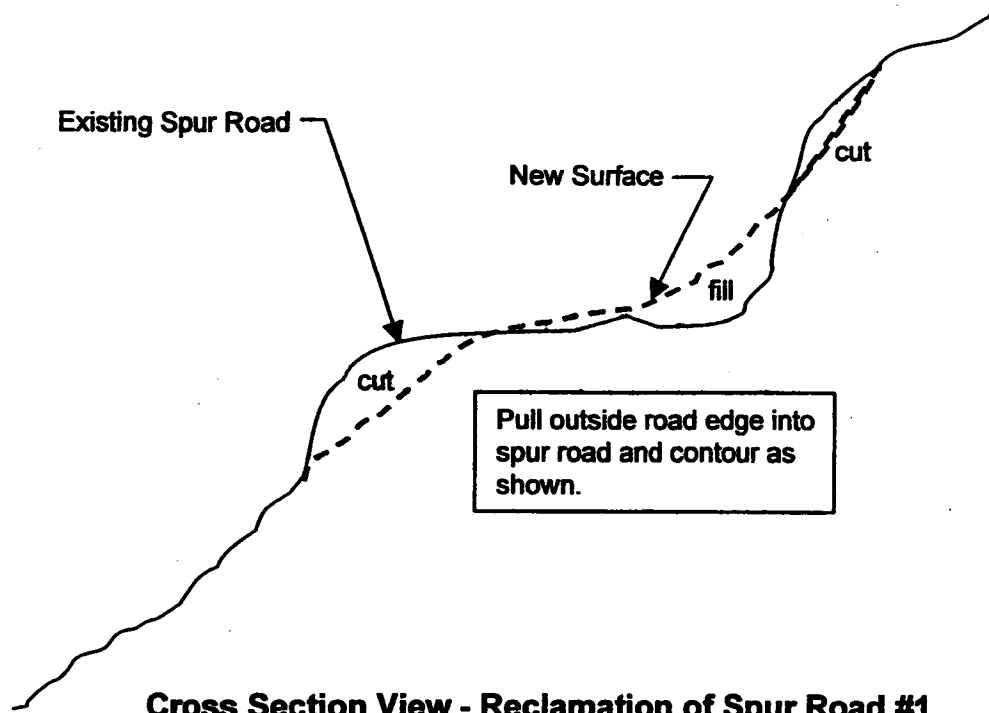 Existing Spur Road
New Surface
cut
fill
cut
Pull outside road edge into
spur road and contour as
shown.
Cross Section View - Reclamation of Spur Road #1